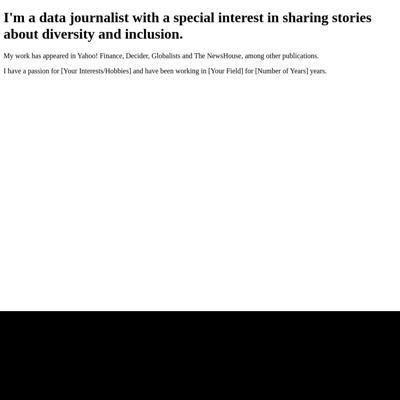 I'm a data journalist with a special interest in sharing stories
about diversity and inclusion.
My work has appeared in Yahoo! Finance, Decider, Globalists and The NewsHouse, among other publications.
I have a passion for [Your Interests/Hobbies] and have been working in [Your Field] for [Number of Years] years.